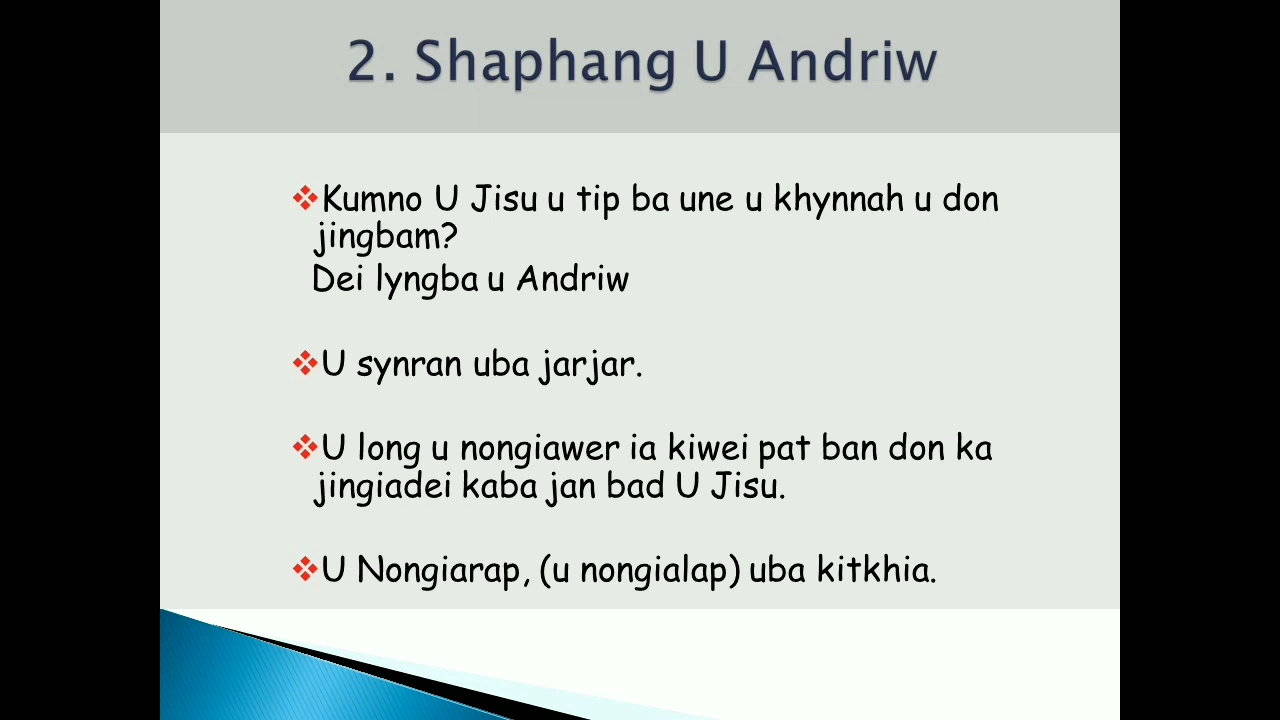 2. Shaphang U Andriw
❖Kumno U Jisu u tip ba une u khynnah u don
jingbam?
Dei lyngba u Andriw
❖U synran uba jarjar.
❖U long u nongiawer ia kiwei pat ban don ka
jingiadei kaba jan bad U Jisu.
❖U Nongiarap, (u nongialap) uba kitkhia.